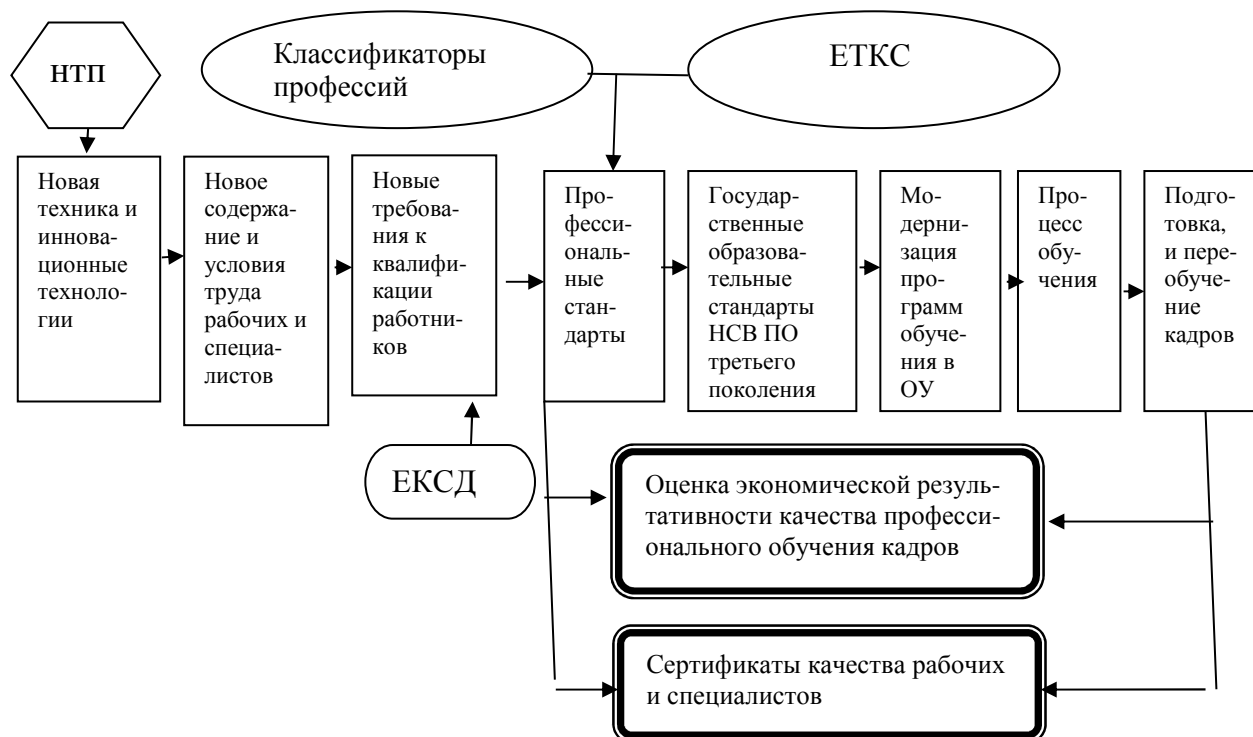 НТП
Классификаторы
профессий
ЕТКС
Новая
техника и
иннова-
ционные
техноло-
гии
Новое
содержа-
ние и
условия
труда
рабочих и
специа-
листов
Новые
требова-
ния к
квалифи-
кации
работни-
ков
Про-
фесси-
ональ-
ные
стан-
дарты
Государ-
ственные
образова-
тельные
стандарты
НСВ ПО
третьего
поколения
Мо-
дерни-
зация
про-
грамм
обуче-
ния в
ОУ
Про-
цесс
обу-
чения
Подго-
товка,
и пере-
обуче-
ние
кадров
ЕКСД
Оценка экономической резуль-
тативности качества професси-
онального обучения кадров
Сертификаты качества рабочих
и специалистов